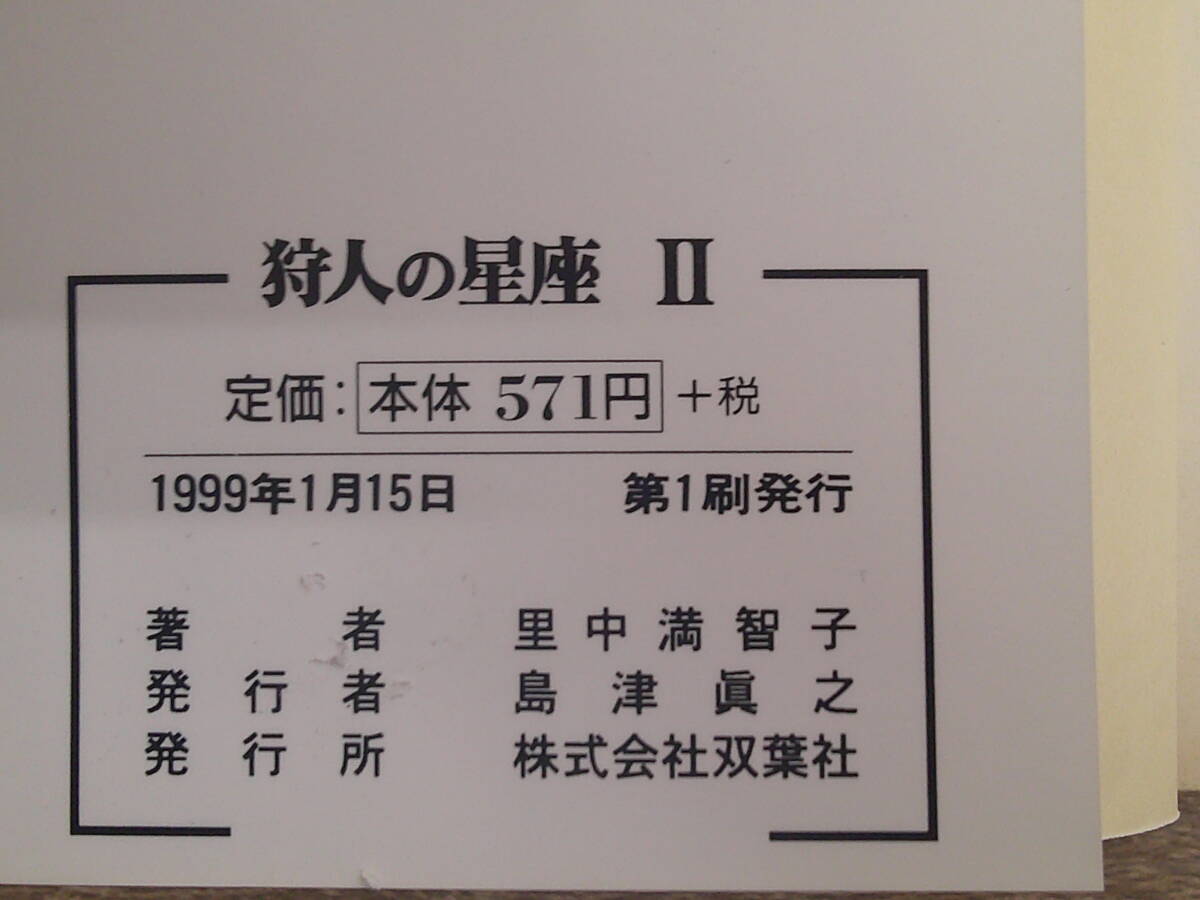 狩人の星座 Ⅱ
定価:本体 571円+税
1999年1月15日 第1刷発行
著者 里中満智子
発行者 島津眞之
発行所 株式会社双葉社